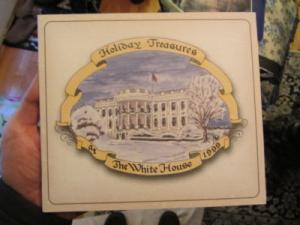 Holiday Treasures
at
The White House
1999